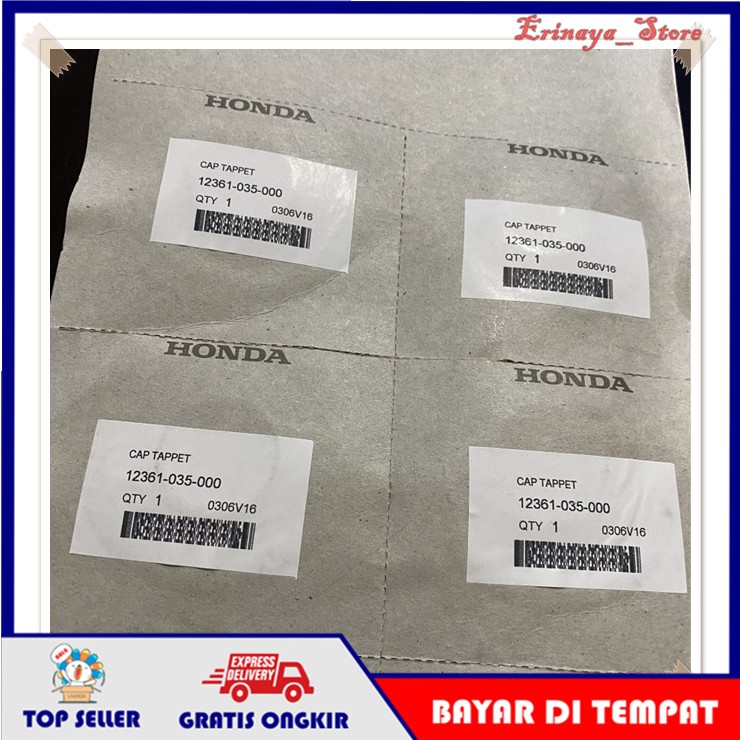 Erinaya_Store
HONDA
CAP TAPPET
12361-035-000
QTY 1 0306V16
HONDA
CAP TAPPET
12361-035-000
QTY 1 0306V16
HONDA
CAP TAPPET
12361-035-000
QTY 1 0306V16
HONDA
CAP TAPPET
12361-035-000
QTY 1 0306V16
TOP SELLER
EXPRESS
DELIVERY
GRATIS ONGKIR
BAYAR DI TEMPAT